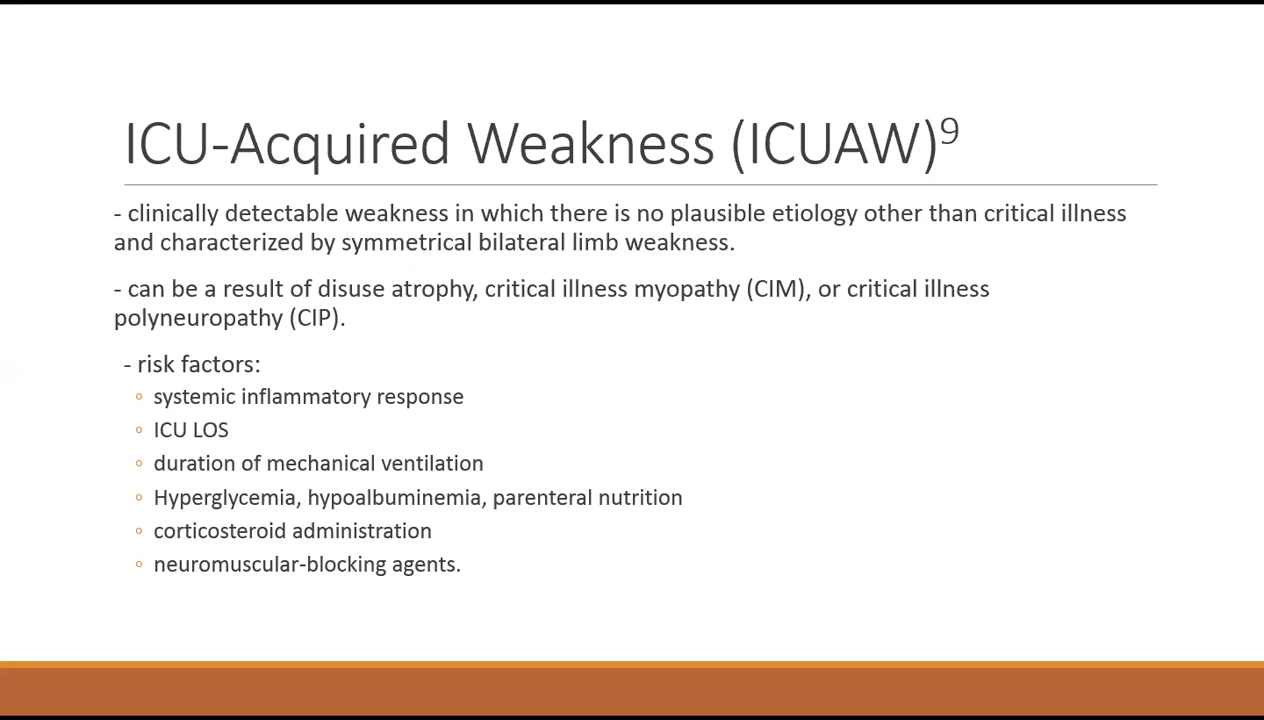 ICU-Acquired Weakness (ICUAW)⁹
- clinically detectable weakness in which there is no plausible etiology other than critical illness
and characterized by symmetrical bilateral limb weakness.
- can be a result of disuse atrophy, critical illness myopathy (CIM), or critical illness
polyneuropathy (CIP).
- risk factors:
◦ systemic inflammatory response
◦ ICU LOS
◦ duration of mechanical ventilation
◦ Hyperglycemia, hypoalbuminemia, parenteral nutrition
◦ corticosteroid administration
◦ neuromuscular-blocking agents.